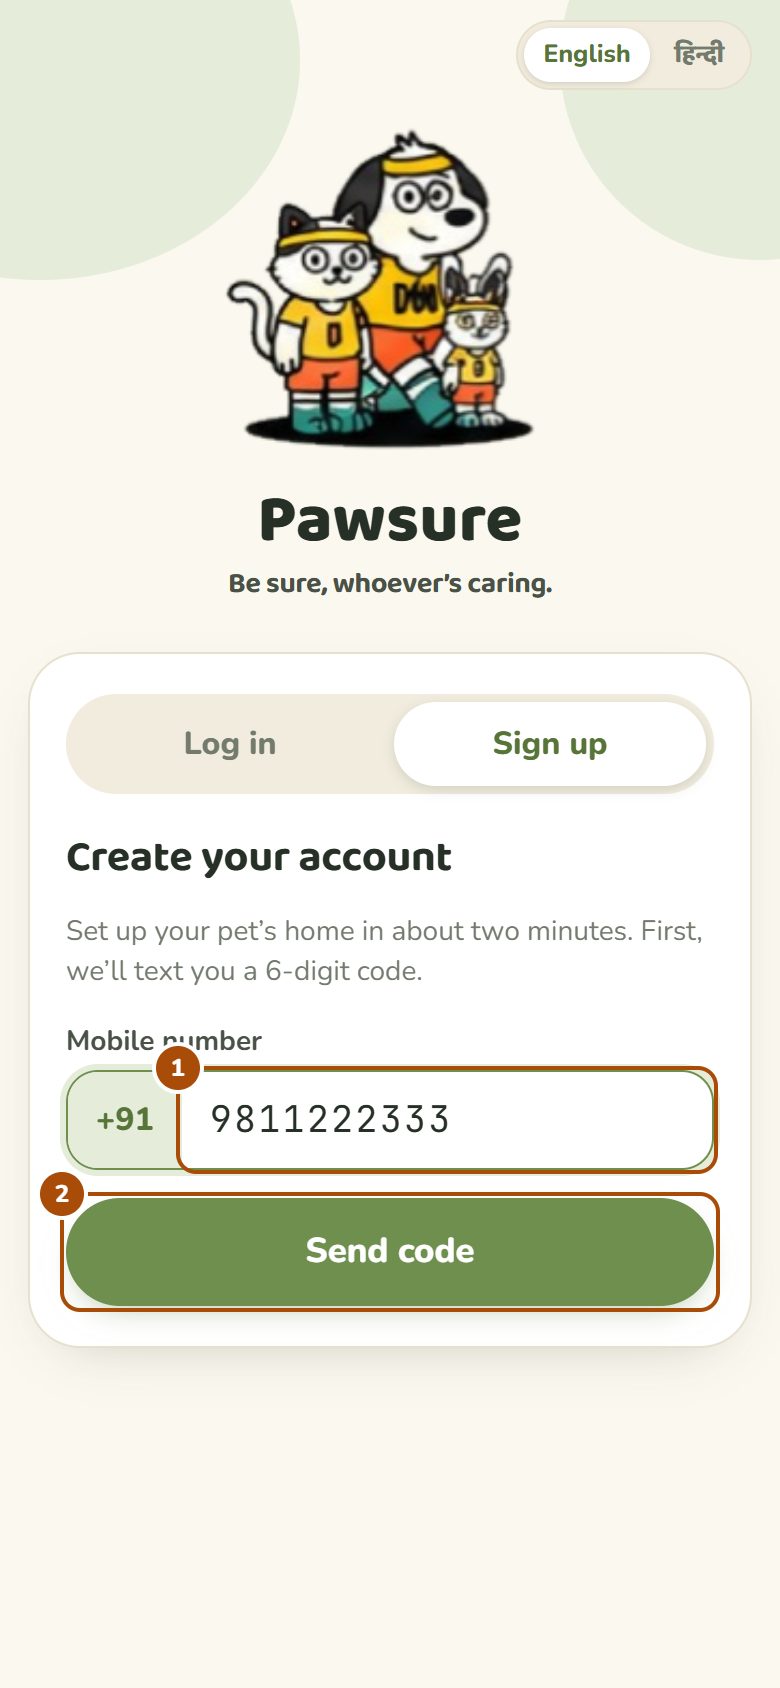 English हिन्दी
Pawsure
Be sure, whoever's caring.
Log in Sign up
Create your account
Set up your pet’s home in about two minutes. First,
we’ll text you a 6-digit code.
Mobile number
1
+91 9811222333
2
Send code